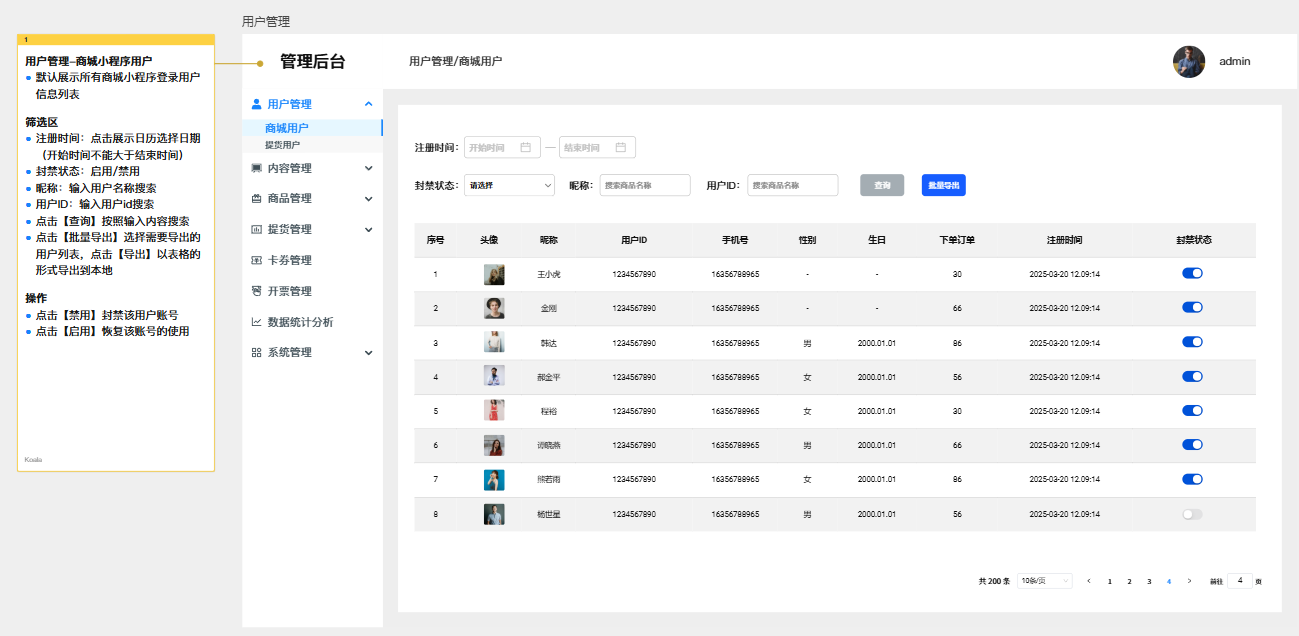 用户管理
1
用户管理-商城小程序用户
默认展示所有商城小程序登录用户
信息列表
筛选区
注册时间：点击展示日历选择日期
（开始时间不能大于结束时间）
封禁状态：启用/禁用
昵称：输入用户名称搜索
用户ID：输入用户id搜索
点击【查询】按照输入内容搜索
点击【批量导出】选择需要导出的
用户列表，点击【导出】以表格的
形式导出到本地
操作
点击【禁用】封禁该用户账号
点击【启用】恢复该账号的使用
Koala
管理后台
用户管理/商城用户
admin
用户管理
商城用户
提货用户
内容管理
商品管理
提货管理
卡券管理
开票管理
数据统计分析
系统管理
注册时间： 开始时间 — 结束时间
封禁状态： 请选择 昵称： 搜索商品名称 用户ID： 搜索商品名称 查询 批量导出
序号 头像 昵称 用户ID 手机号 性别 生日 下单订单 注册时间 封禁状态
1 王小虎 1234567890 16356788965 - - 30 2025-03-20 12.09:14
2 金刚 1234567890 16356788965 - - 66 2025-03-20 12.09:14
3 韩达 1234567890 16356788965 男 2000.01.01 86 2025-03-20 12.09:14
4 郝金平 1234567890 16356788965 女 2000.01.01 56 2025-03-20 12.09:14
5 程裕 1234567890 16356788965 女 2000.01.01 30 2025-03-20 12.09:14
6 谭晓燕 1234567890 16356788965 男 2000.01.01 66 2025-03-20 12.09:14
7 熊若雨 1234567890 16356788965 女 2000.01.01 86 2025-03-20 12.09:14
8 杨世星 1234567890 16356788965 男 2000.01.01 56 2025-03-20 12.09:14
共 200 条 10条/页 < 1 2 3 4 > 前往 4 页